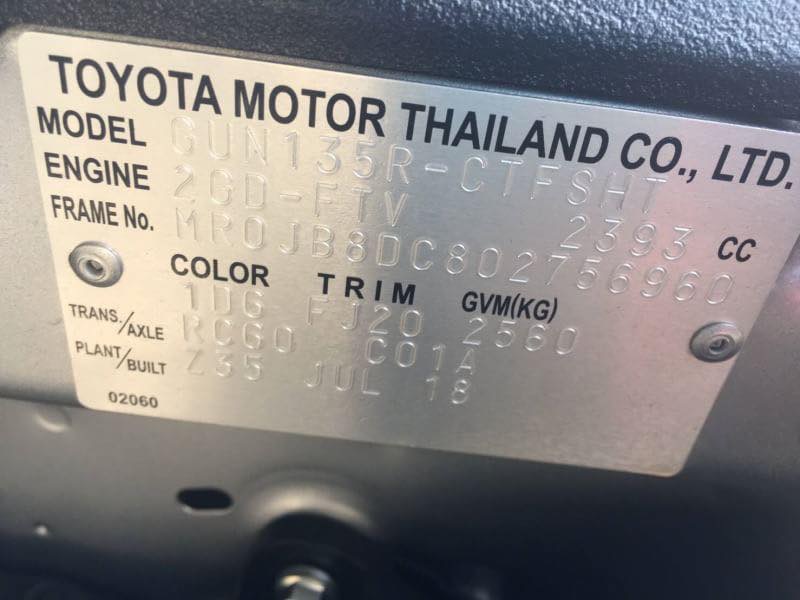 TOYOTA MOTOR THAILAND CO., LTD.
MODEL GUN135R-CTFSHT
ENGINE 2GD-FTV 2393 CC
FRAME No. MR0JB8DC802756960
COLOR TRIM GVM(KG)
1D6 FJ20 2560
TRANS./AXLE RC60 C01A
PLANT/BUILT Z35 JUL 18
02060